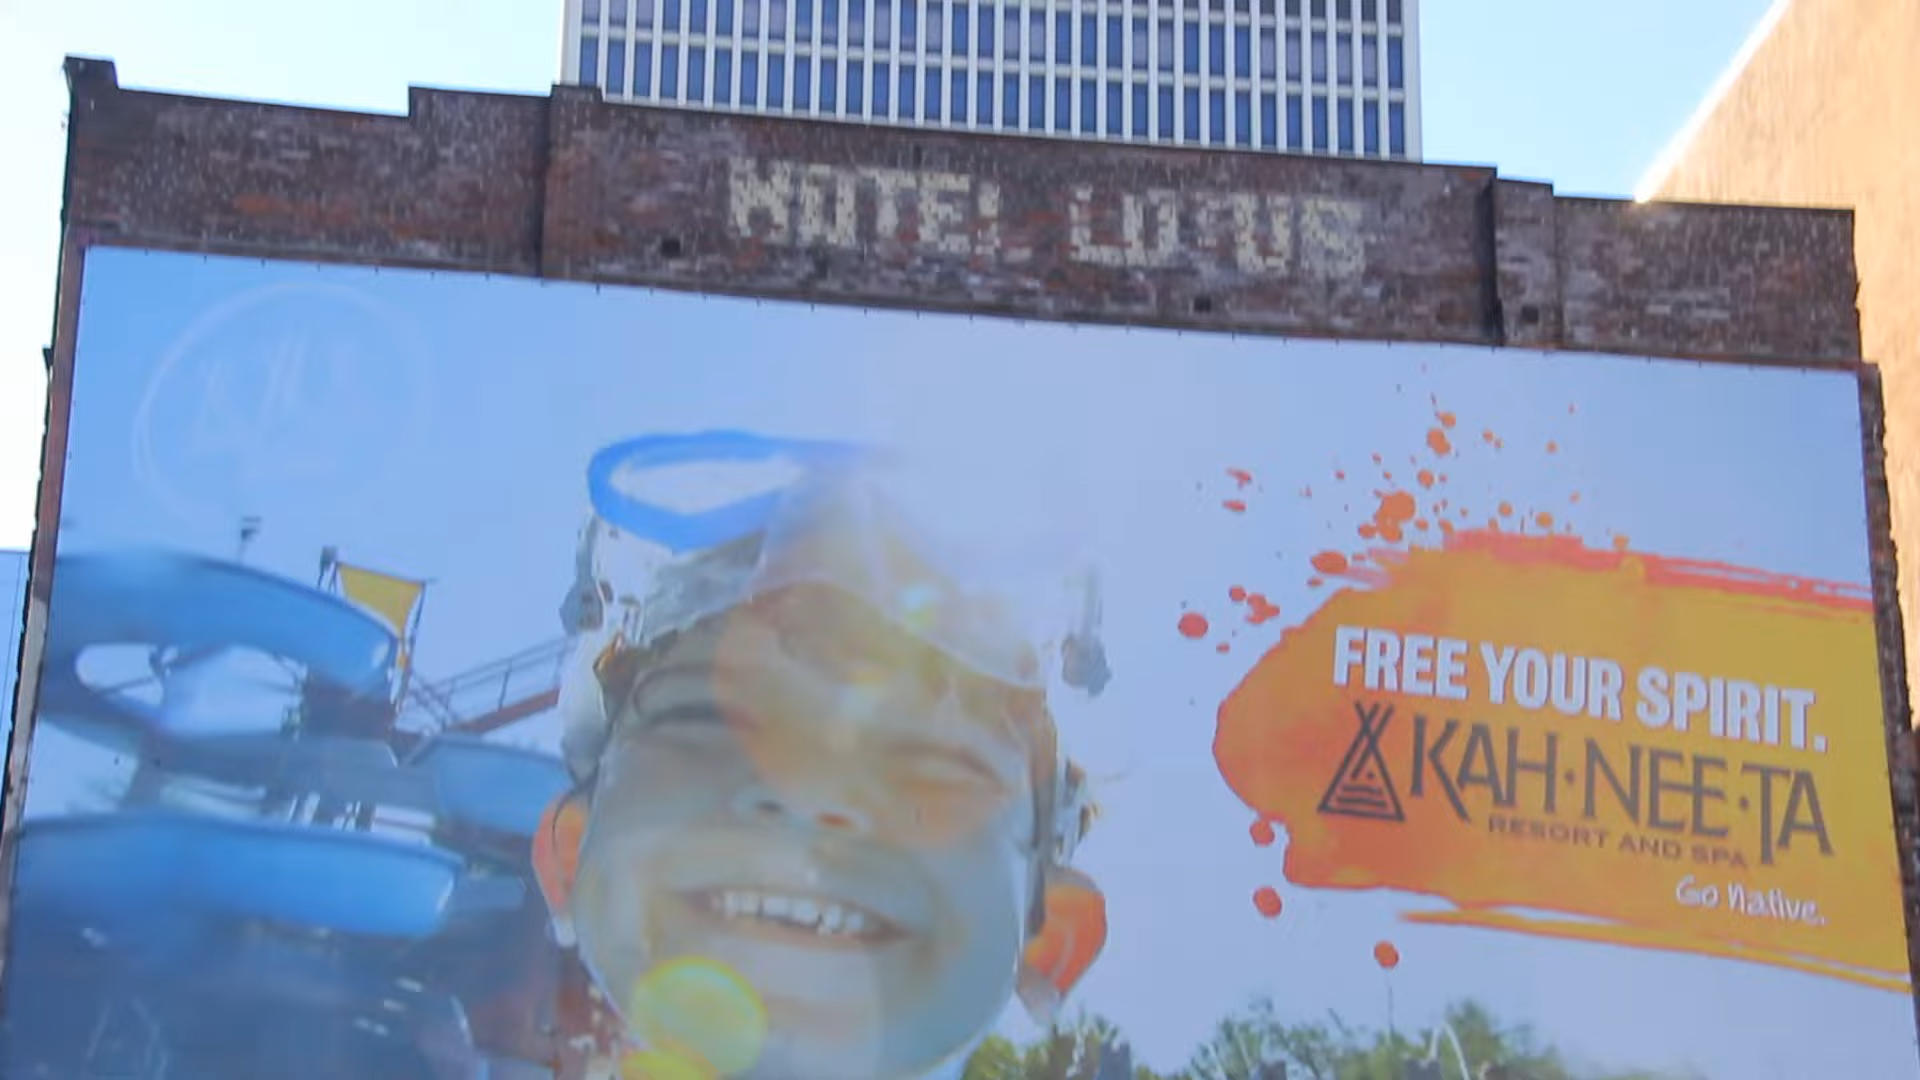 HOTEL LOTUS
FREE YOUR SPIRIT.
KAH•NEE•TA
RESORT AND SPA
Go Native.